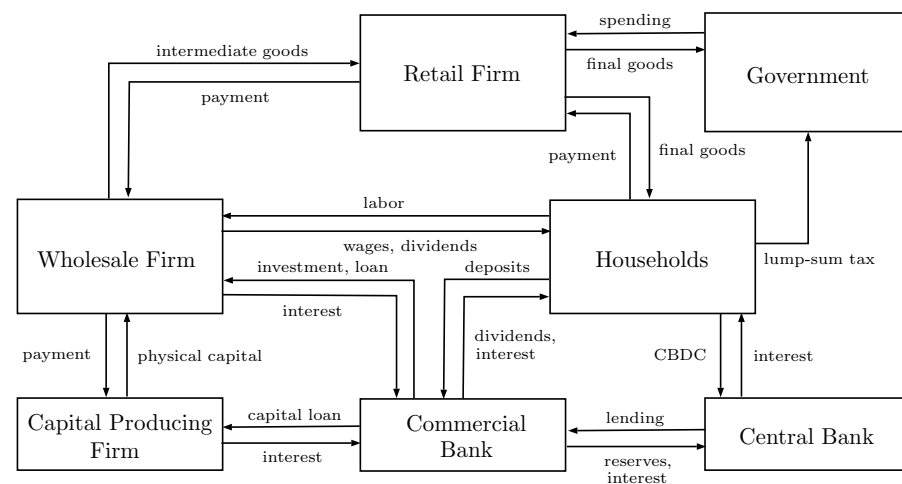 spending
intermediate goods
Retail Firm
Government
final goods
payment
payment
final goods
labor
Wholesale Firm
wages, dividends
Households
lump-sum tax
investment, loan
deposits
interest
dividends,
interest
payment
physical capital
CBDC
interest
Capital Producing
Firm
capital loan
interest
Commercial
Bank
lending
reserves,
interest
Central Bank